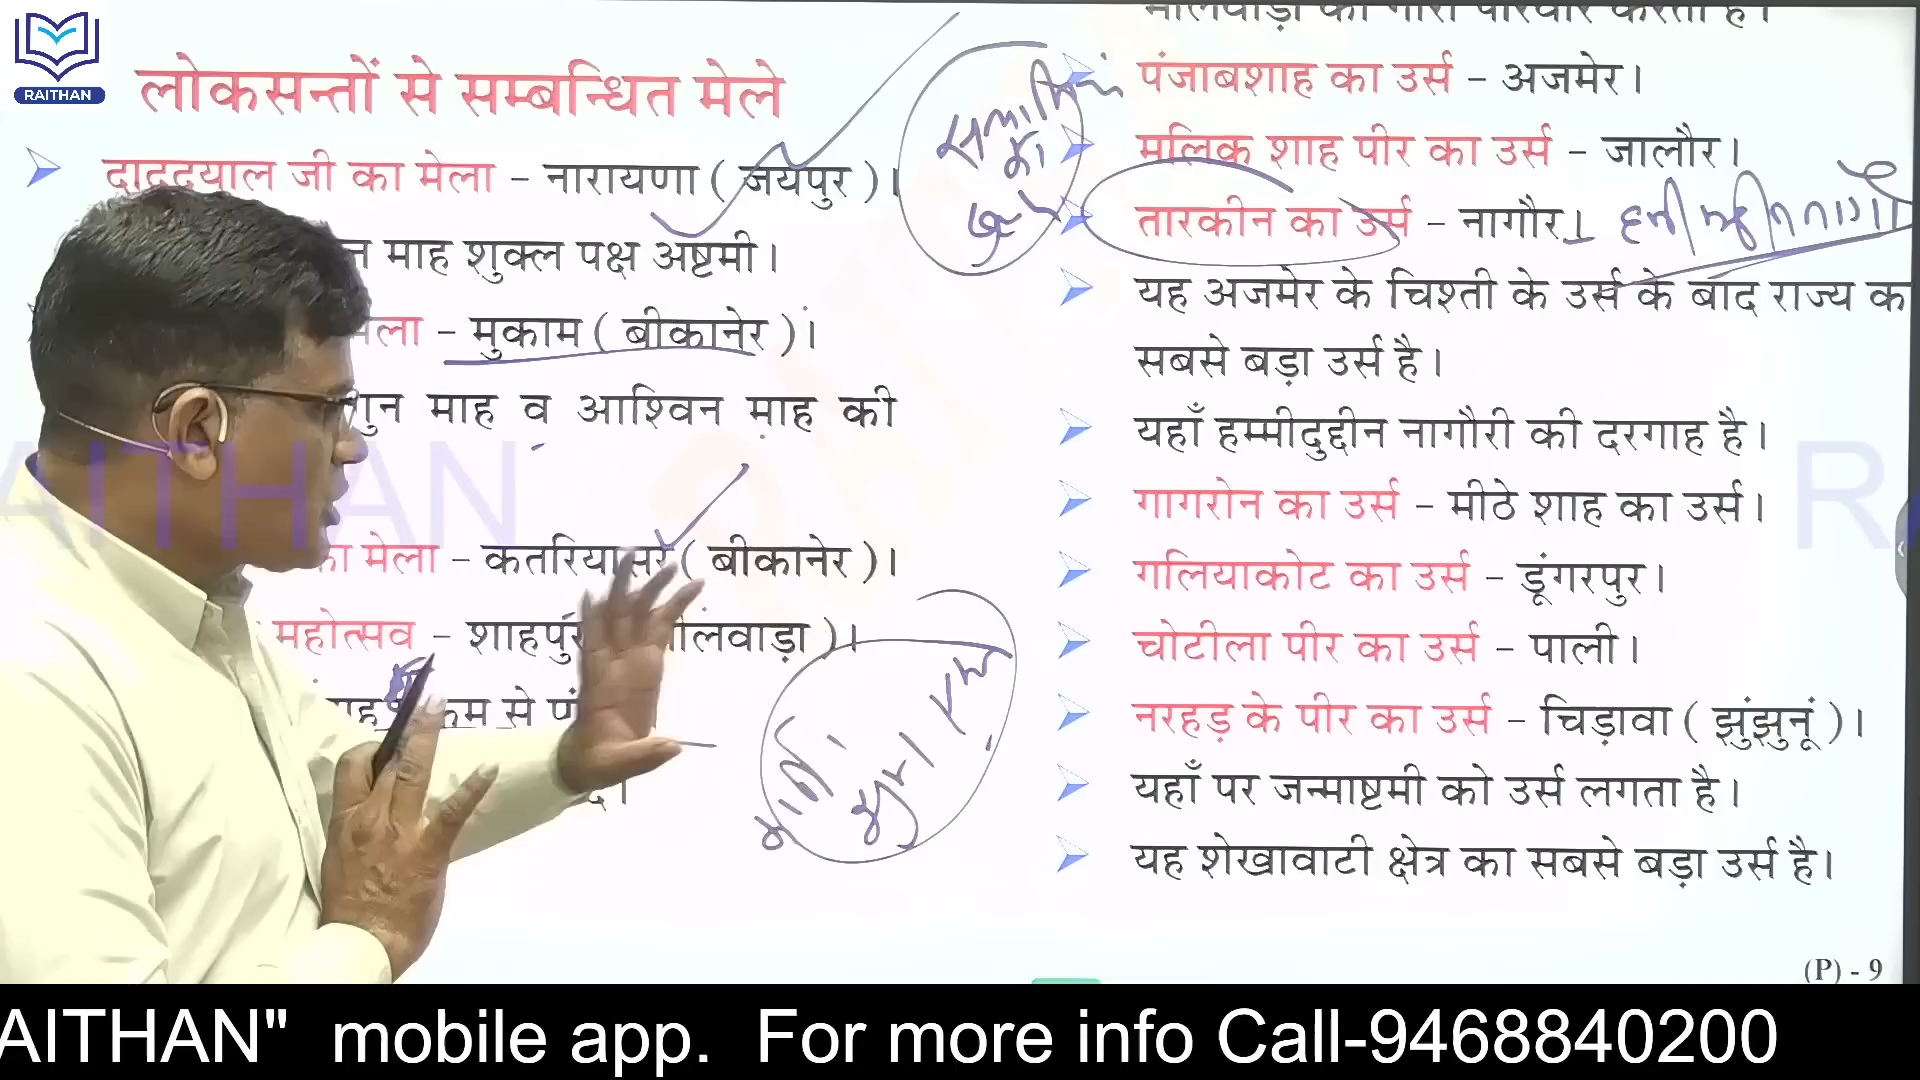 RAITHAN
लोकसन्तों से सम्बन्धित मेले
दादूदयाल जी का मेला – नारायणा ( जयपुर )।
माह शुक्ल पक्ष अष्टमी।
मेला – मुकाम ( बीकानेर )।
माह व आश्विन माह की
का मेला – कतरियासर ( बीकानेर )।
महोत्सव –
से
पंजाबशाह का उर्स – अजमेर।
मलिक शाह पीर का उर्स – जालौर।
तारकीन का उर्स – नागौर।
यह अजमेर के चिश्ती के उर्स के बाद राज्य क
सबसे बड़ा उर्स है।
यहाँ हम्मीदुद्दीन नागौरी की दरगाह है।
गागरोन का उर्स – मीठे शाह का उर्स।
गलियाकोट का उर्स – डूंगरपुर।
चोटीला पीर का उर्स – पाली।
नरहड़ के पीर का उर्स – चिड़ावा ( झुंझुनूं )।
यहाँ पर जन्माष्टमी को उर्स लगता है।
यह शेखावाटी क्षेत्र का सबसे बड़ा उर्स है।
(P) - 9
AITHAN
R
AITHAN" mobile app. For more info Call-9468840200